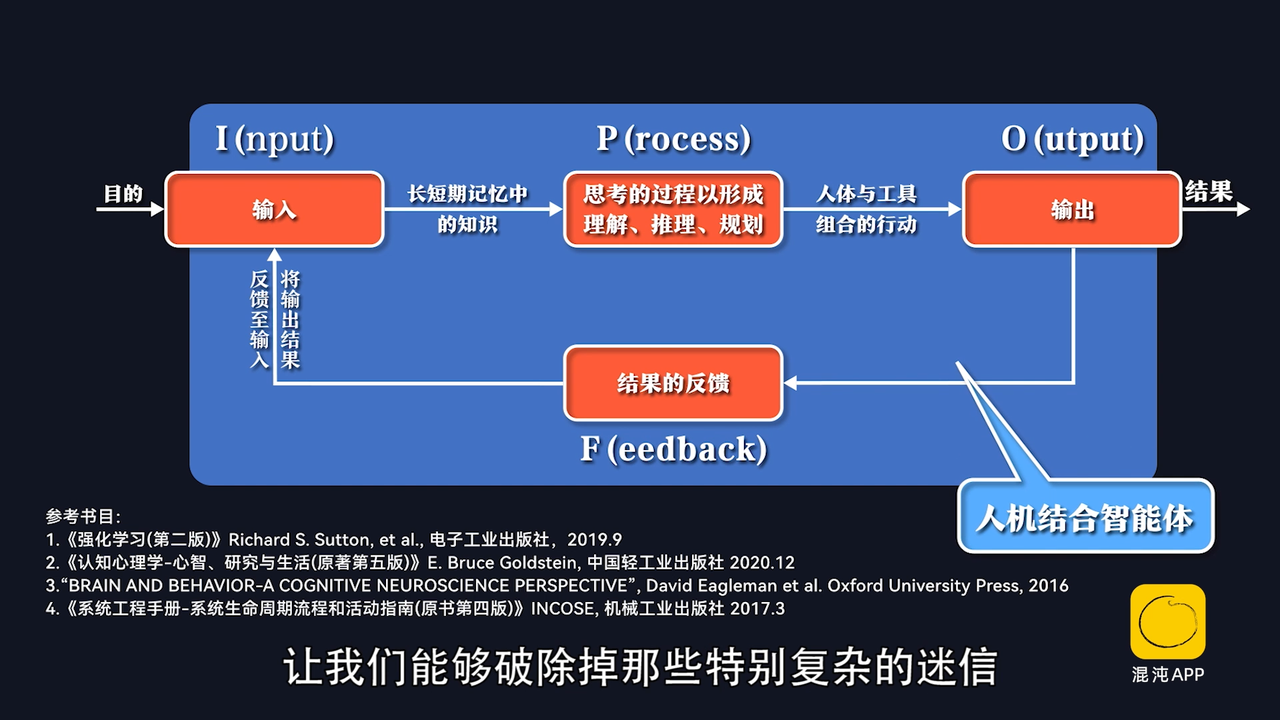 I(nput)
P(rocess)
O(utput)
目的
输入
长短期记忆中
的知识
思考的过程以形成
理解、推理、规划
人体与工具
组合的行动
输出
结果
将输出结果
反馈至输入
结果的反馈
F(eedback)
人机结合智能体
参考书目：
1.《强化学习(第二版)》Richard S. Sutton, et al., 电子工业出版社，2019.9
2.《认知心理学-心智、研究与生活(原著第五版)》E. Bruce Goldstein, 中国轻工业出版社 2020.12
3.“BRAIN AND BEHAVIOR-A COGNITIVE NEUROSCIENCE PERSPECTIVE”, David Eagleman et al. Oxford University Press, 2016
4.《系统工程手册-系统生命周期流程和活动指南(原书第四版)》INCOSE, 机械工业出版社 2017.3
让我们能够破除掉那些特别复杂的迷信
混沌APP